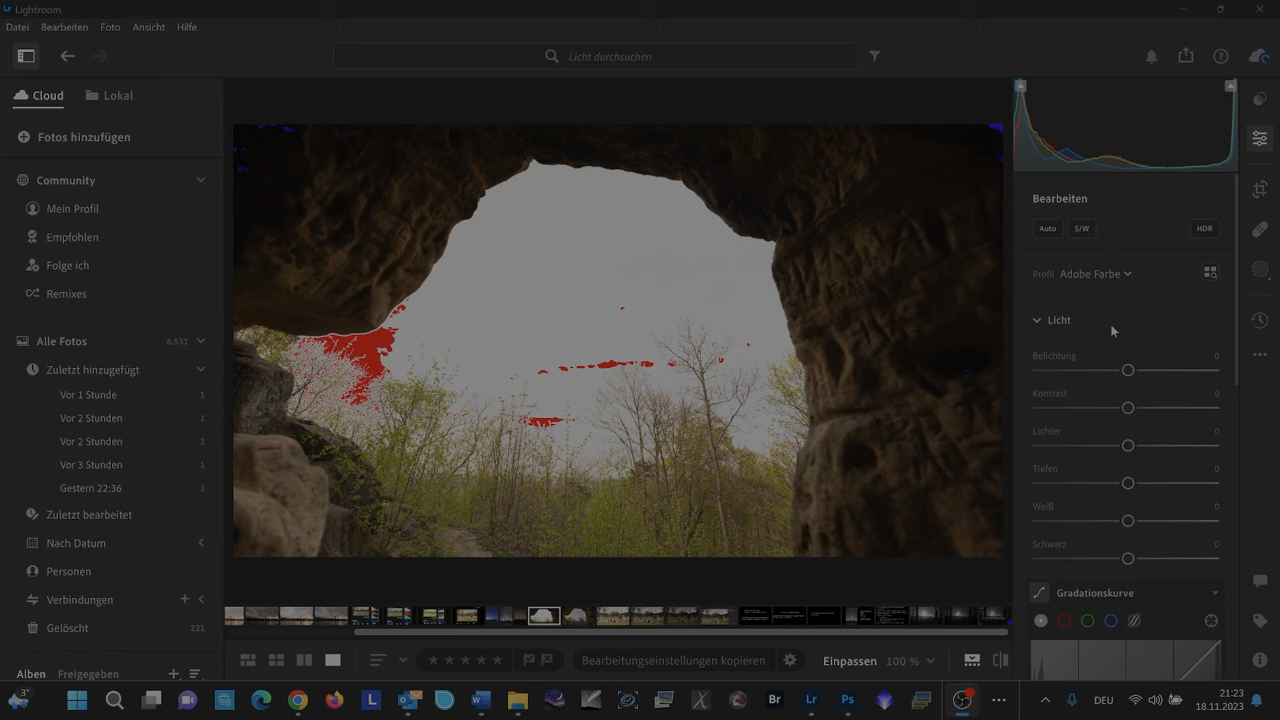 Lr Lightroom
Datei Bearbeiten Foto Ansicht Hilfe
Licht durchsuchen
Cloud Lokal
Fotos hinzufügen
Community
Mein Profil
Empfohlen
Folge ich
Remixes
Alle Fotos 6.531
Zuletzt hinzugefügt
Vor 1 Stunde 1
Vor 2 Stunden 1
Vor 2 Stunden 2
Vor 3 Stunden 1
Gestern 22:36 1
Zuletzt bearbeitet
Nach Datum
Personen
Verbindungen
Gelöscht 221
Alben Freigegeben
Bearbeiten
Auto S/W HDR
Profil Adobe Farbe
Licht
Belichtung 0
Kontrast 0
Lichter 0
Tiefen 0
Weiß 0
Schwarz 0
Gradationskurve
Bearbeitungseinstellungen kopieren
Einpassen 100 %
3°
L
W
X
Br
Lr
Ps
DEU
21:23
18.11.2023